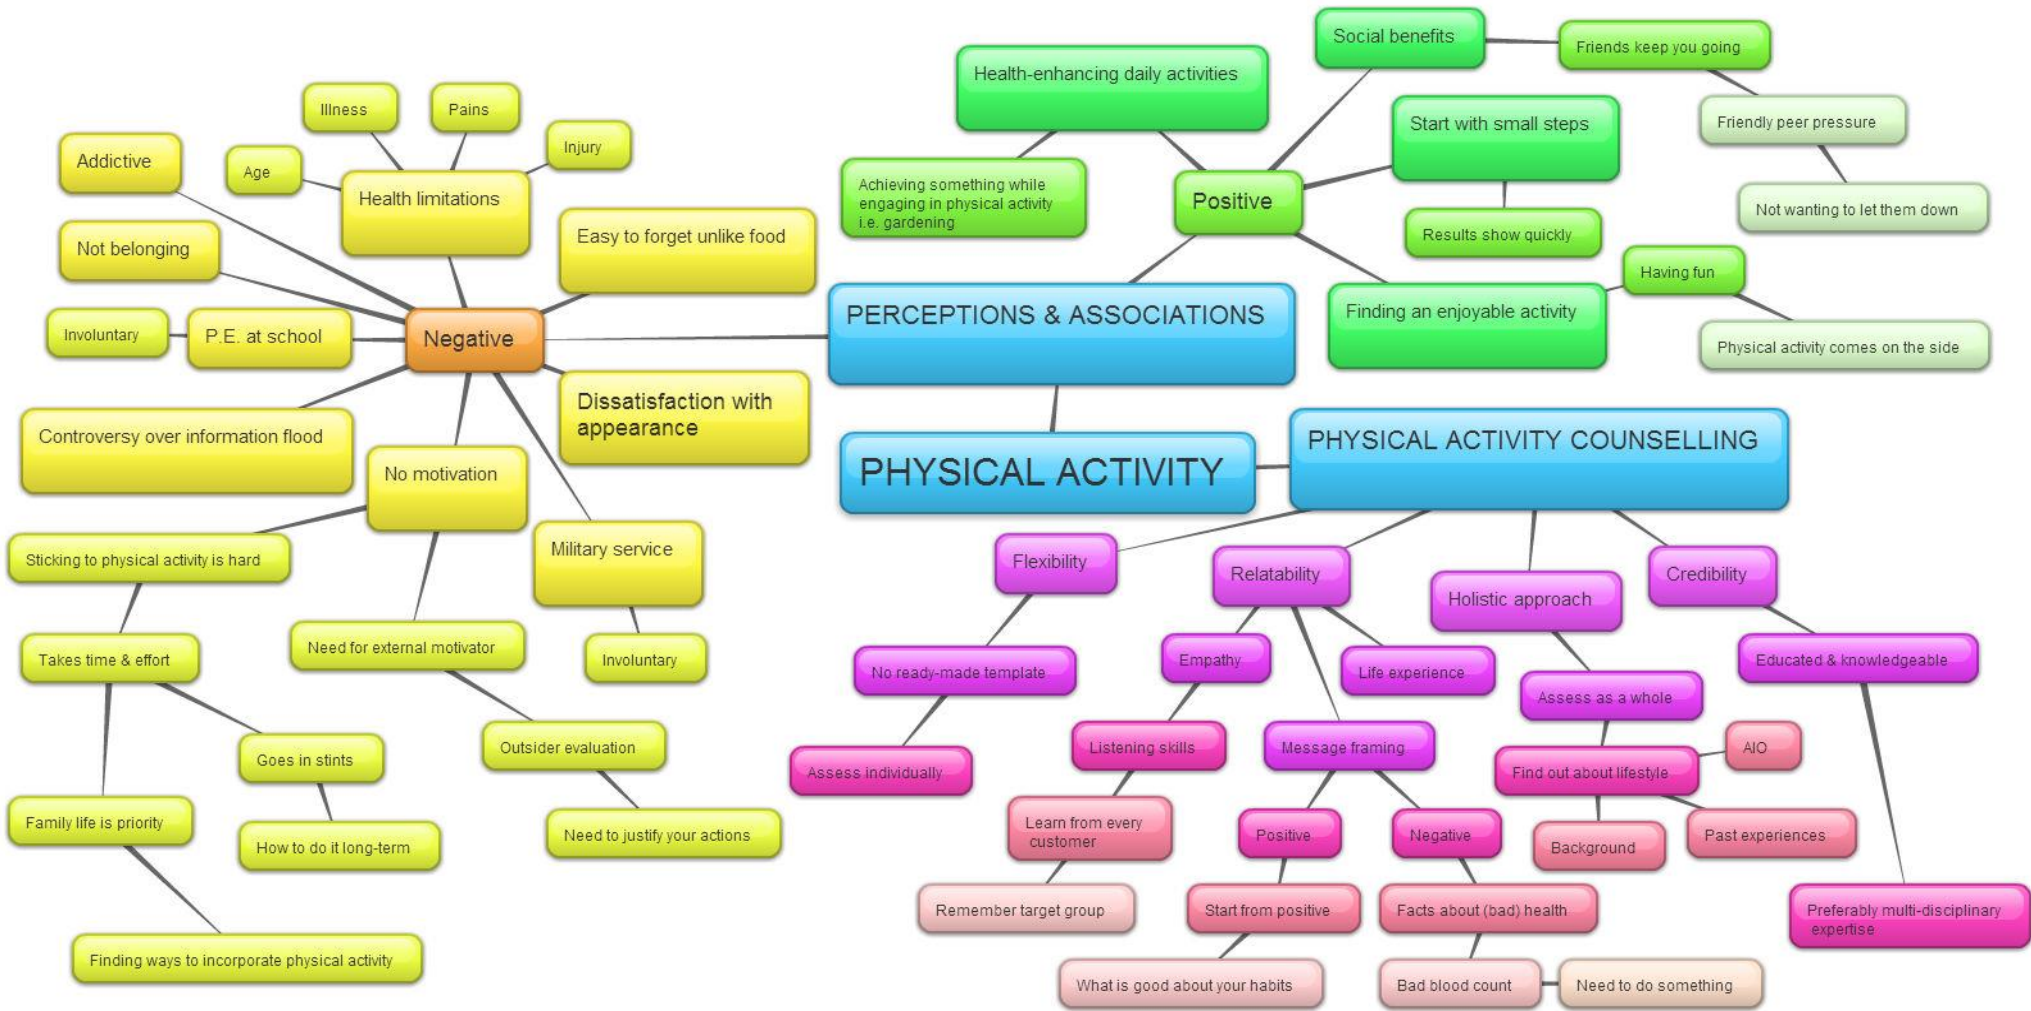 Social benefits
Friends keep you going
Health-enhancing daily activities
Illness
Pains
Friendly peer pressure
Start with small steps
Addictive
Injury
Age
Health limitations
Achieving something while
engaging in physical activity
i.e. gardening
Positive
Not wanting to let them down
Easy to forget unlike food
Results show quickly
Not belonging
Having fun
PERCEPTIONS & ASSOCIATIONS
Finding an enjoyable activity
Involuntary
P.E. at school
Negative
Physical activity comes on the side
Dissatisfaction with
appearance
Controversy over information flood
PHYSICAL ACTIVITY COUNSELLING
PHYSICAL ACTIVITY
No motivation
Sticking to physical activity is hard
Military service
Flexibility
Relatability
Holistic approach
Credibility
Takes time & effort
Need for external motivator
Involuntary
No ready-made template
Empathy
Life experience
Educated & knowledgeable
Assess as a whole
Goes in stints
Outsider evaluation
Listening skills
Message framing
AIO
Assess individually
Find out about lifestyle
Family life is priority
How to do it long-term
Need to justify your actions
Learn from every
customer
Positive
Negative
Background
Past experiences
Remember target group
Start from positive
Facts about (bad) health
Preferably multi-disciplinary
expertise
Finding ways to incorporate physical activity
What is good about your habits
Bad blood count
Need to do something